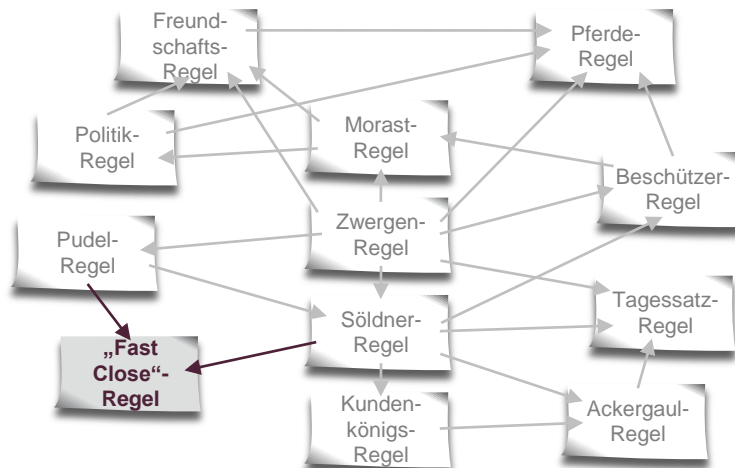 Freund-
schafts-
Regel
Pferde-
Regel
Politik-
Regel
Morast-
Regel
Beschützer-
Regel
Pudel-
Regel
Zwergen-
Regel
Söldner-
Regel
Tagessatz-
Regel
„Fast
Close“-
Regel
Kunden-
königs-
Regel
Ackergaul-
Regel